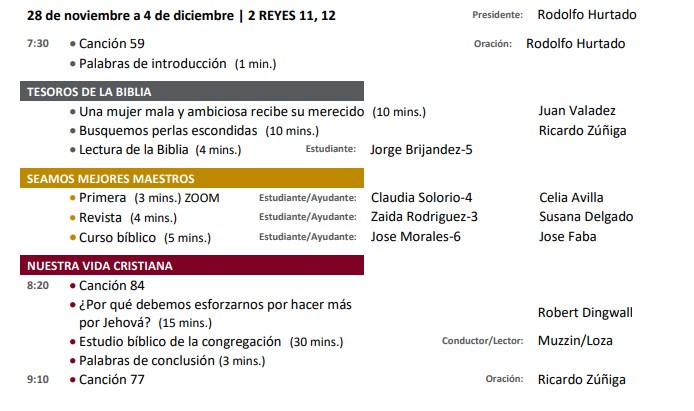 28 de noviembre a 4 de diciembre | 2 REYES 11, 12 Presidente: Rodolfo Hurtado
7:30 • Canción 59 Oración: Rodolfo Hurtado
• Palabras de introducción (1 min.)
TESOROS DE LA BIBLIA
• Una mujer mala y ambiciosa recibe su merecido (10 mins.) Juan Valadez
• Busquemos perlas escondidas (10 mins.) Ricardo Zúñiga
• Lectura de la Biblia (4 mins.) Estudiante: Jorge Brijandez-5
SEAMOS MEJORES MAESTROS
• Primera (3 mins.) ZOOM Estudiante/Ayudante: Claudia Solorio-4 Celia Avilla
• Revista (4 mins.) Estudiante/Ayudante: Zaida Rodriguez-3 Susana Delgado
• Curso bíblico (5 mins.) Estudiante/Ayudante: Jose Morales-6 Jose Faba
NUESTRA VIDA CRISTIANA
8:20 • Canción 84
• ¿Por qué debemos esforzarnos por hacer más
por Jehová? (15 mins.) Robert Dingwall
• Estudio bíblico de la congregación (30 mins.) Conductor/Lector: Muzzin/Loza
• Palabras de conclusión (3 mins.)
9:10 • Canción 77 Oración: Ricardo Zúñiga